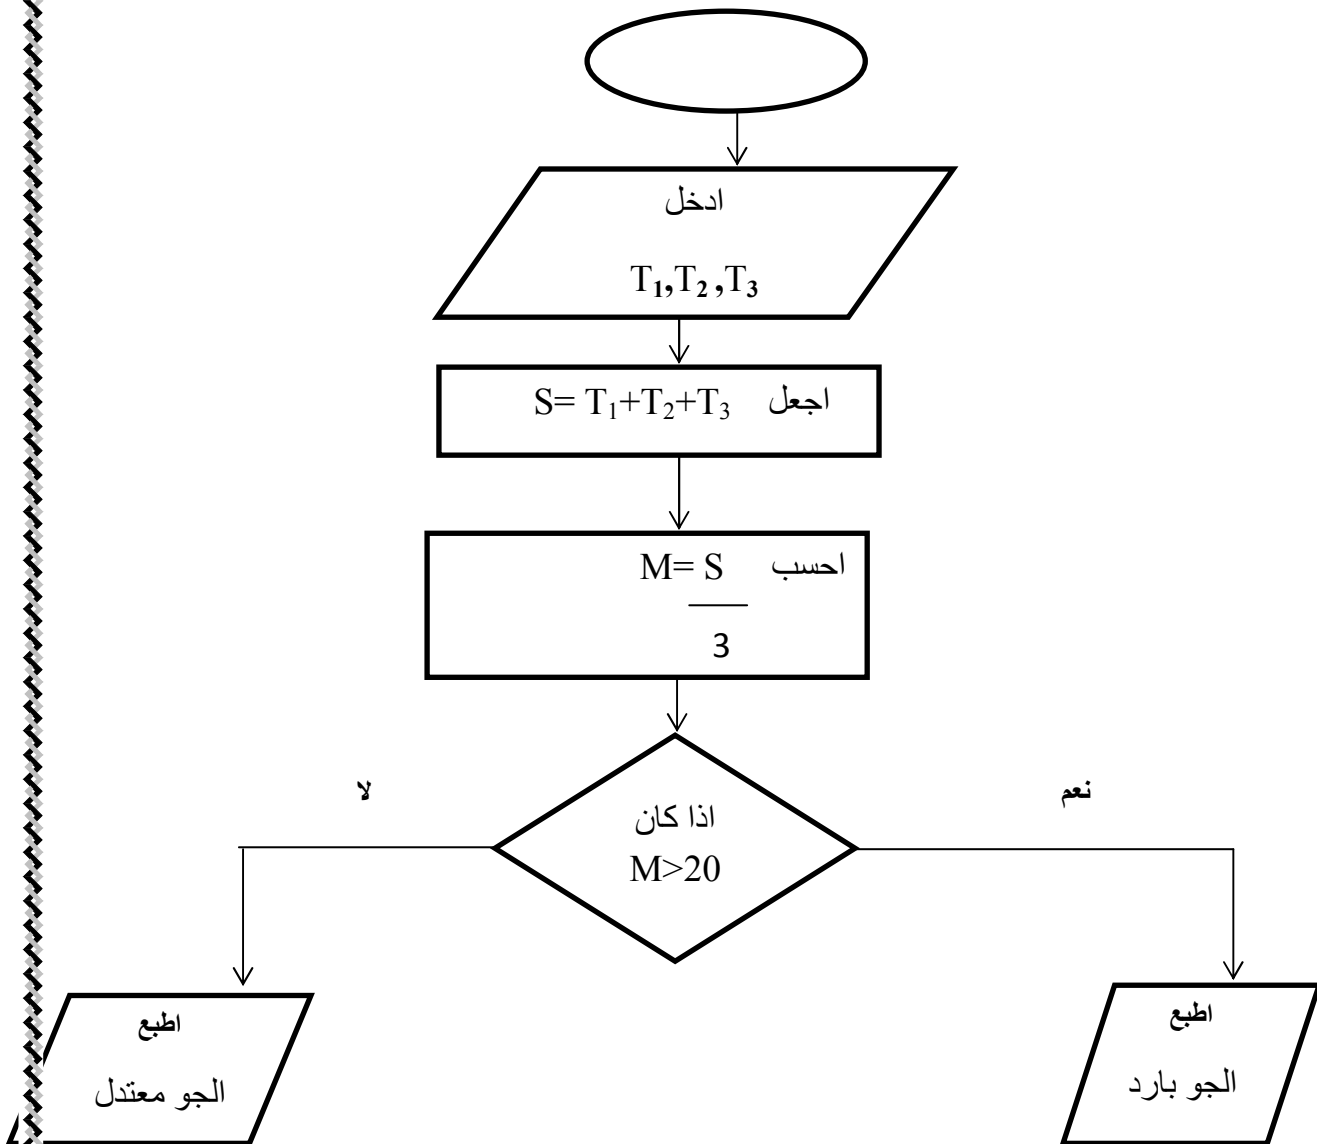 ادخل
T₁,T₂,T₃
اجعل S= T₁+T₂+T₃
احسب M= S
3
لا
نعم
اذا كان
M>20
اطبع
الجو بارد
اطبع
الجو معتدل